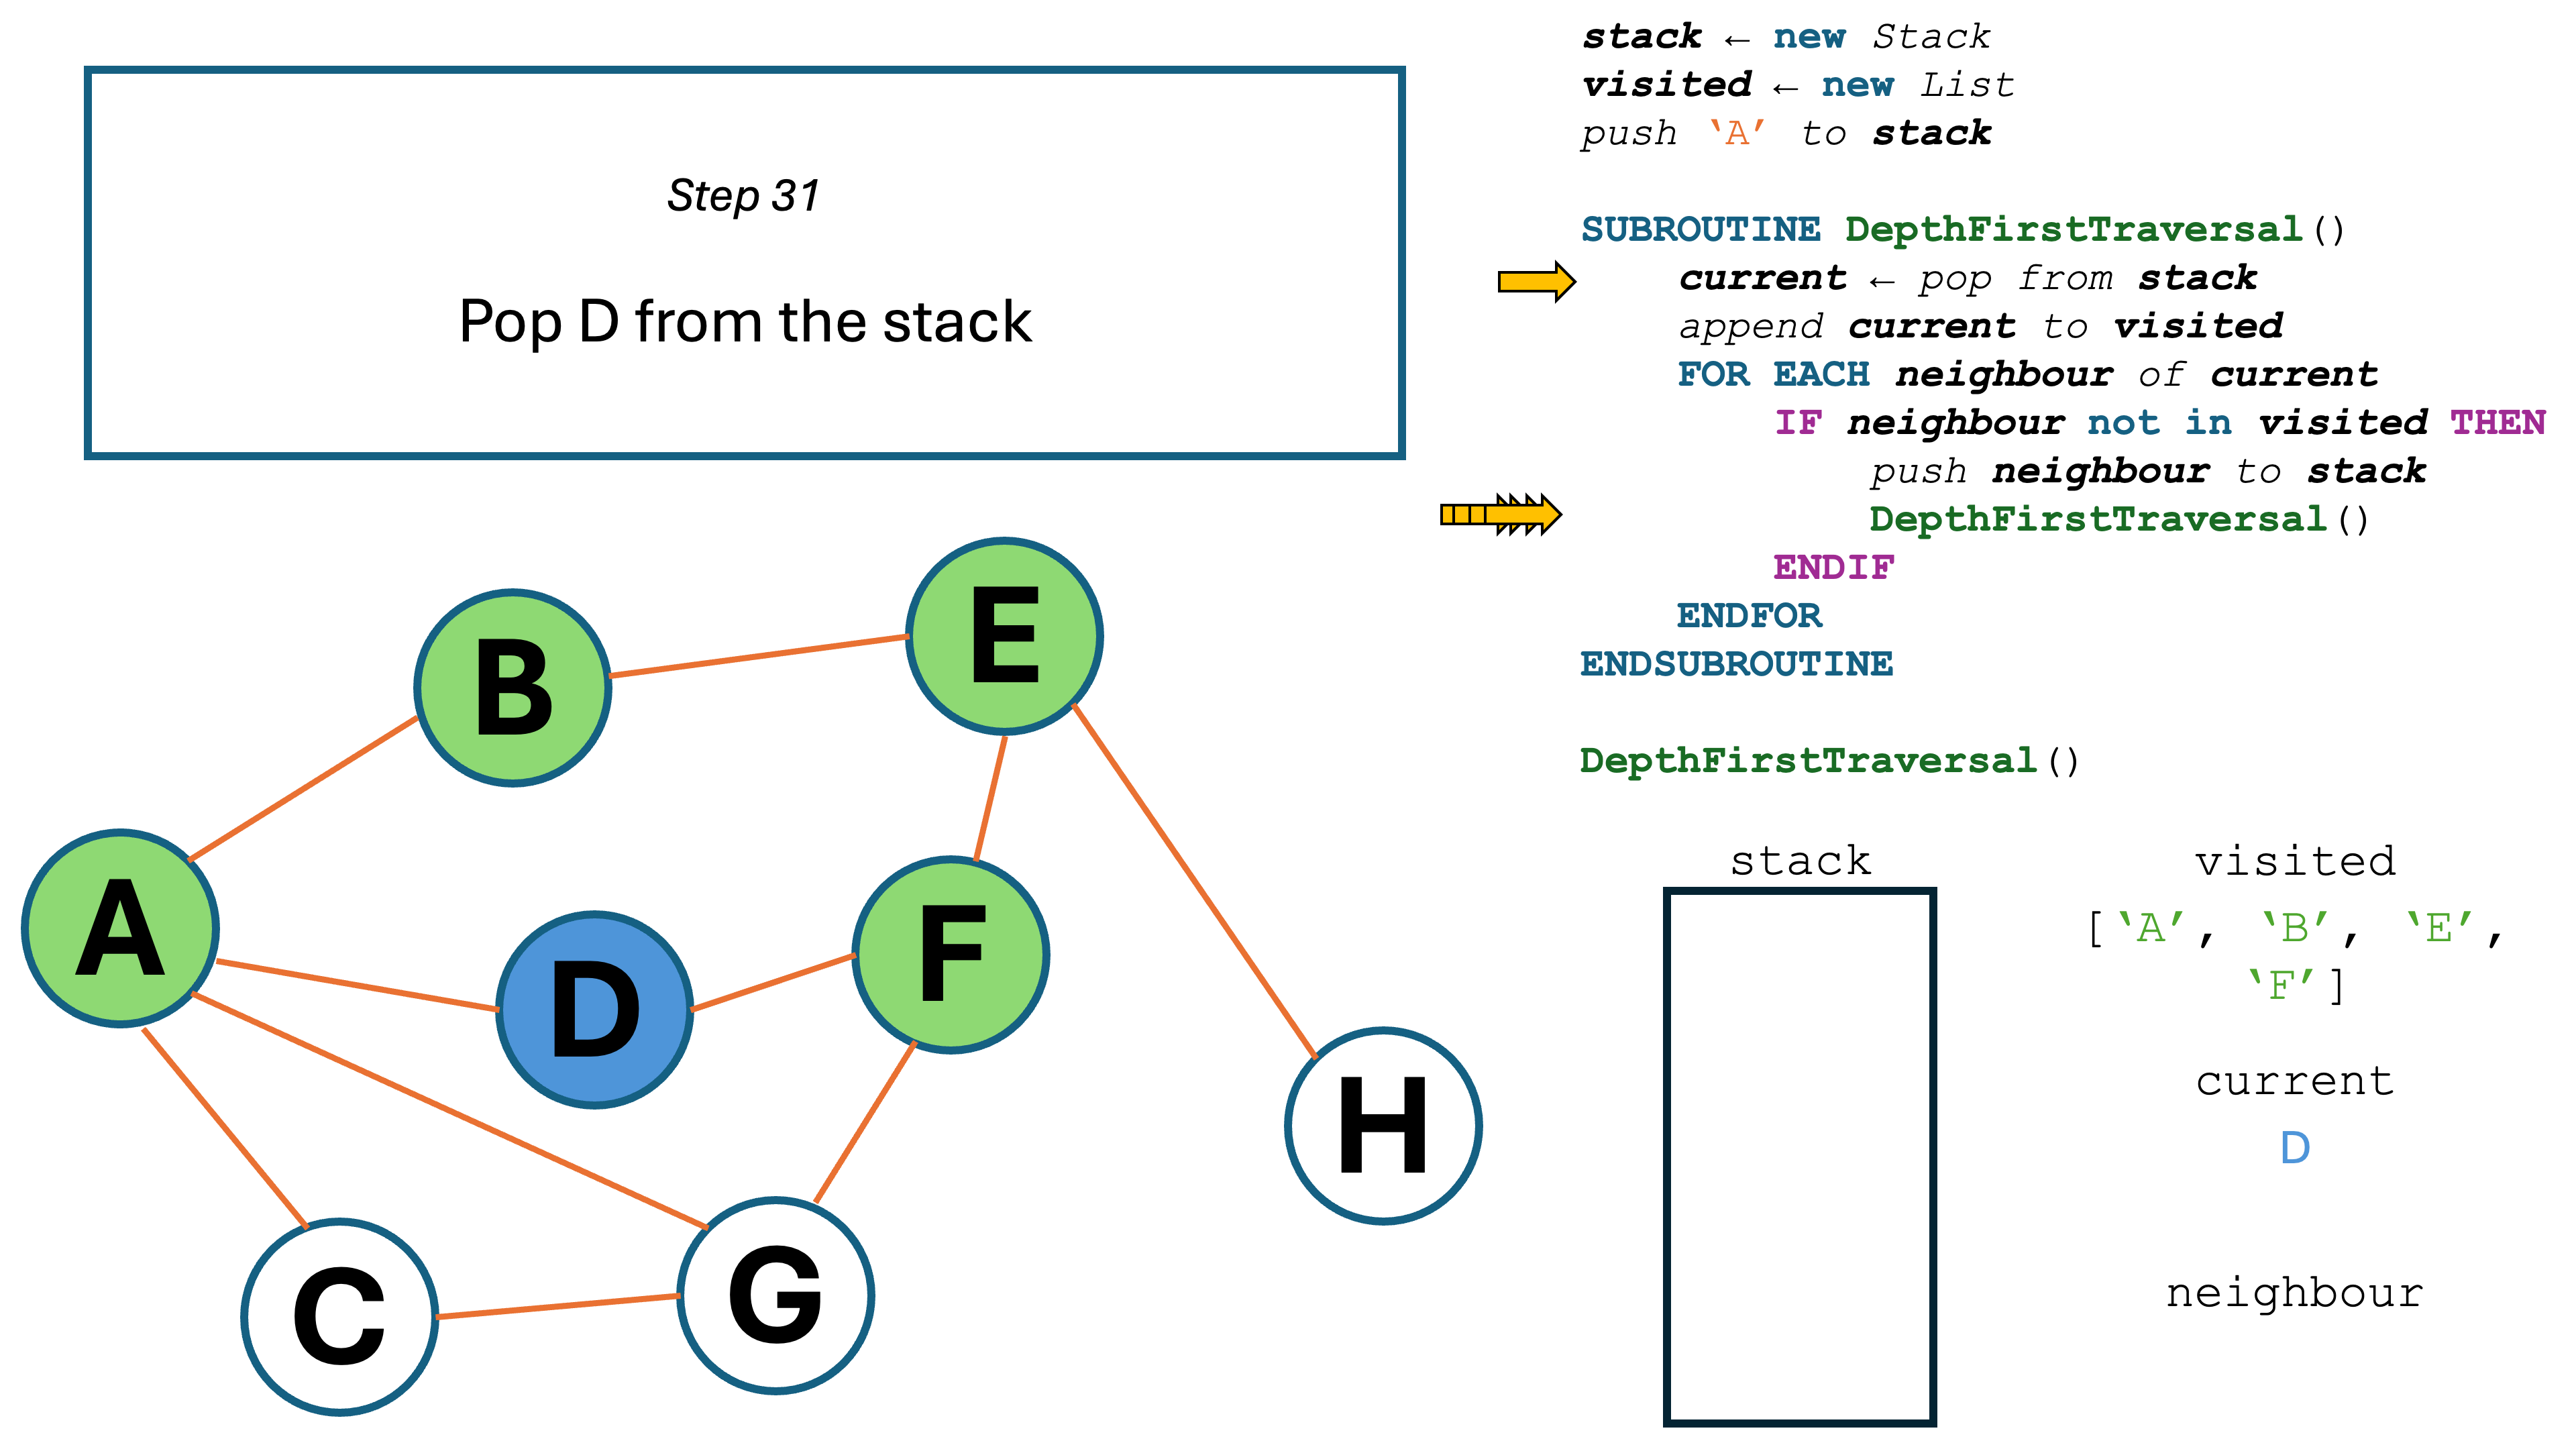 Step 31
Pop D from the stack
stack ← new Stack
visited ← new List
push ‘A’ to stack
SUBROUTINE DepthFirstTraversal()
current ← pop from stack
append current to visited
FOR EACH neighbour of current
IF neighbour not in visited THEN
push neighbour to stack
DepthFirstTraversal()
ENDIF
ENDFOR
ENDSUBROUTINE
DepthFirstTraversal()
B
E
A
D
F
H
C
G
stack
visited
[‘A’, ‘B’, ‘E’,
‘F’]
current
D
neighbour